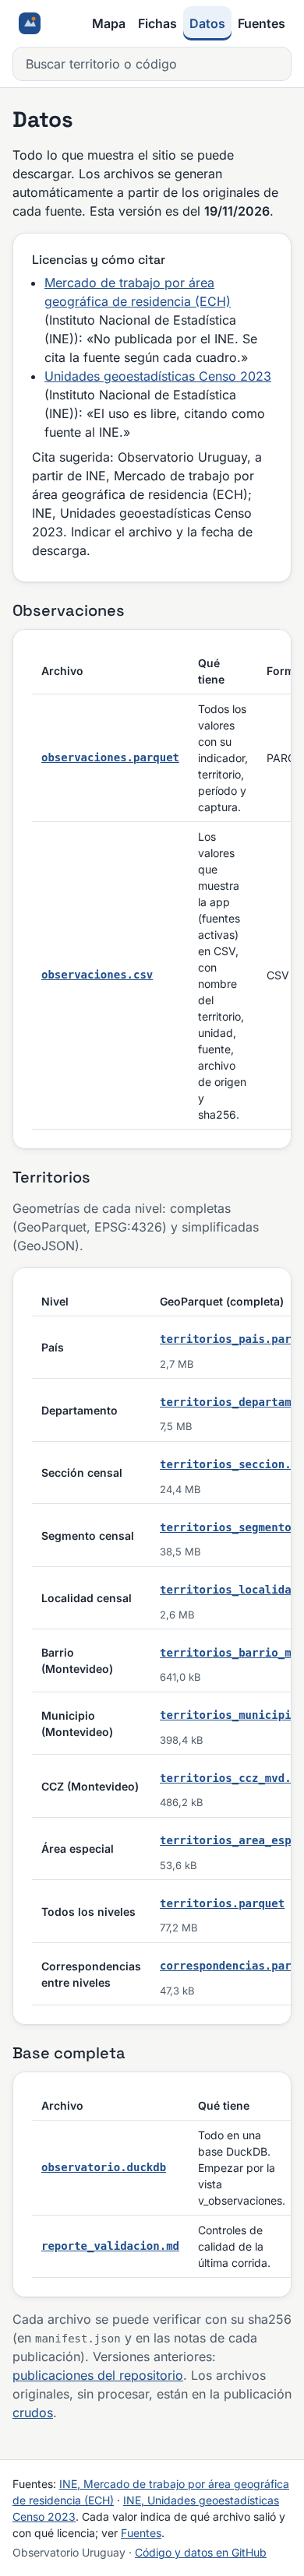 Mapa Fichas Datos Fuentes
Buscar territorio o código
Datos
Todo lo que muestra el sitio se puede
descargar. Los archivos se generan
automáticamente a partir de los originales de
cada fuente. Esta versión es del 19/11/2026.
Licencias y cómo citar
• Mercado de trabajo por área
geográfica de residencia (ECH)
(Instituto Nacional de Estadística
(INE)): «No publicada por el INE. Se
cita la fuente según cada cuadro.»
• Unidades geoestadísticas Censo 2023
(Instituto Nacional de Estadística
(INE)): «El uso es libre, citando como
fuente al INE.»
Cita sugerida: Observatorio Uruguay, a
partir de INE, Mercado de trabajo por
área geográfica de residencia (ECH);
INE, Unidades geoestadísticas Censo
2023. Indicar el archivo y la fecha de
descarga.
Observaciones
Archivo Qué tiene Form
observaciones.parquet
Todos los
valores
con su
indicador,
territorio,
período y
captura.
PARQ
observaciones.csv
Los
valores
que
muestra
la app
(fuentes
activas)
en CSV,
con
nombre
del
territorio,
unidad,
fuente,
archivo
de origen
y
sha256.
CSV
Territorios
Geometrías de cada nivel: completas
(GeoParquet, EPSG:4326) y simplificadas
(GeoJSON).
Nivel GeoParquet (completa)
País territorios_pais.par
2,7 MB
Departamento territorios_departam
7,5 MB
Sección censal territorios_seccion.
24,4 MB
Segmento censal territorios_segmento
38,5 MB
Localidad censal territorios_localida
2,6 MB
Barrio
(Montevideo) territorios_barrio_m
641,0 kB
Municipio
(Montevideo) territorios_municipi
398,4 kB
CCZ (Montevideo) territorios_ccz_mvd.
486,2 kB
Área especial territorios_area_esp
53,6 kB
Todos los niveles territorios.parquet
77,2 MB
Correspondencias
entre niveles correspondencias.par
47,3 kB
Base completa
Archivo Qué tiene
observatorio.duckdb
Todo en una
base DuckDB.
Empezar por la
vista
v_observaciones.
reporte_validacion.md
Controles de
calidad de la
última corrida.
Cada archivo se puede verificar con su sha256
(en manifest.json y en las notas de cada
publicación). Versiones anteriores:
publicaciones del repositorio. Los archivos
originales, sin procesar, están en la publicación
crudos.
Fuentes: INE, Mercado de trabajo por área geográfica
de residencia (ECH) · INE, Unidades geoestadísticas
Censo 2023. Cada valor indica de qué archivo salió y
con qué licencia; ver Fuentes.
Observatorio Uruguay · Código y datos en GitHub